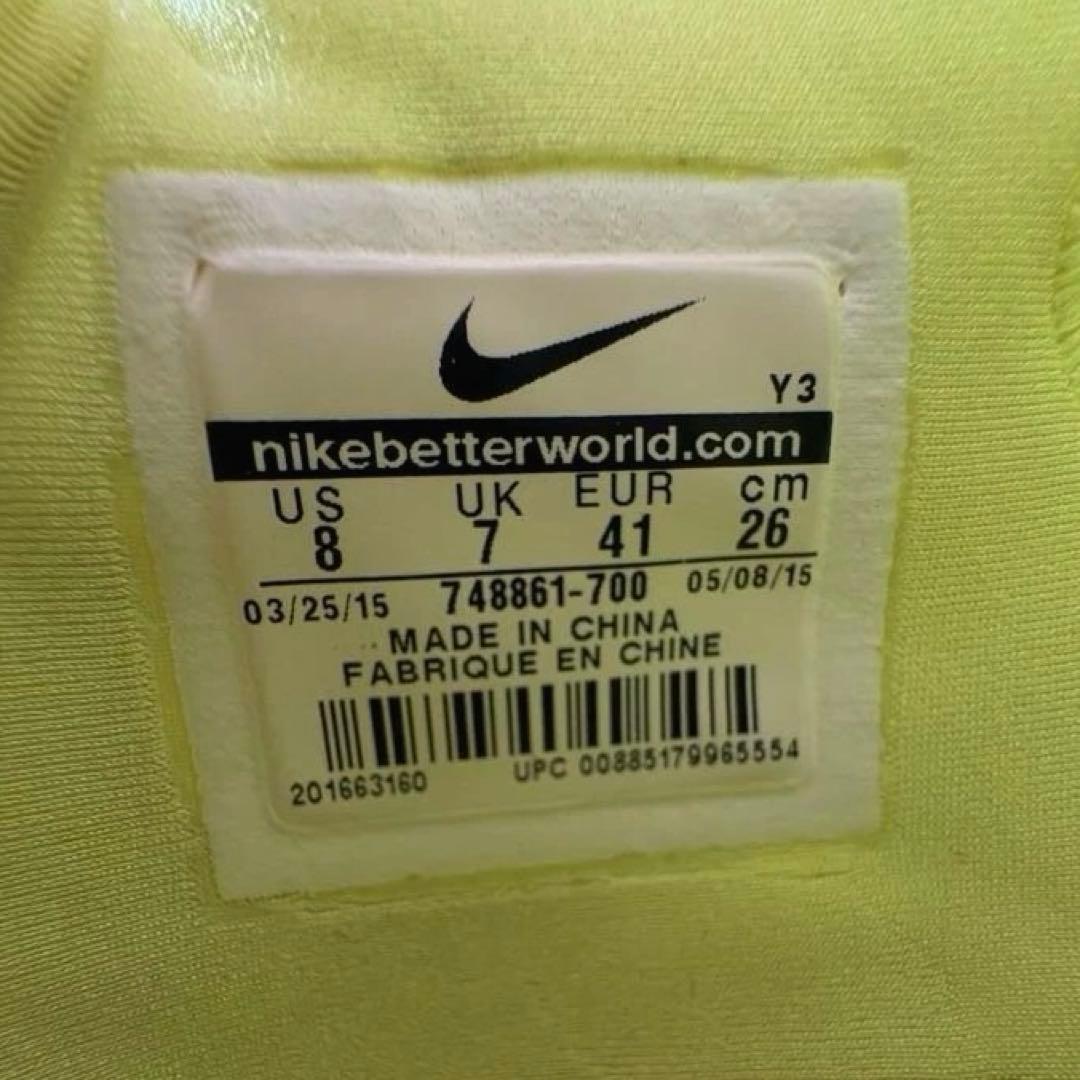 Y3
nikebetterworld.com
US UK EUR cm
8 7 41 26
03/25/15 748861-700 05/08/15
MADE IN CHINA
FABRIQUE EN CHINE
201663160 UPC 00885179965554